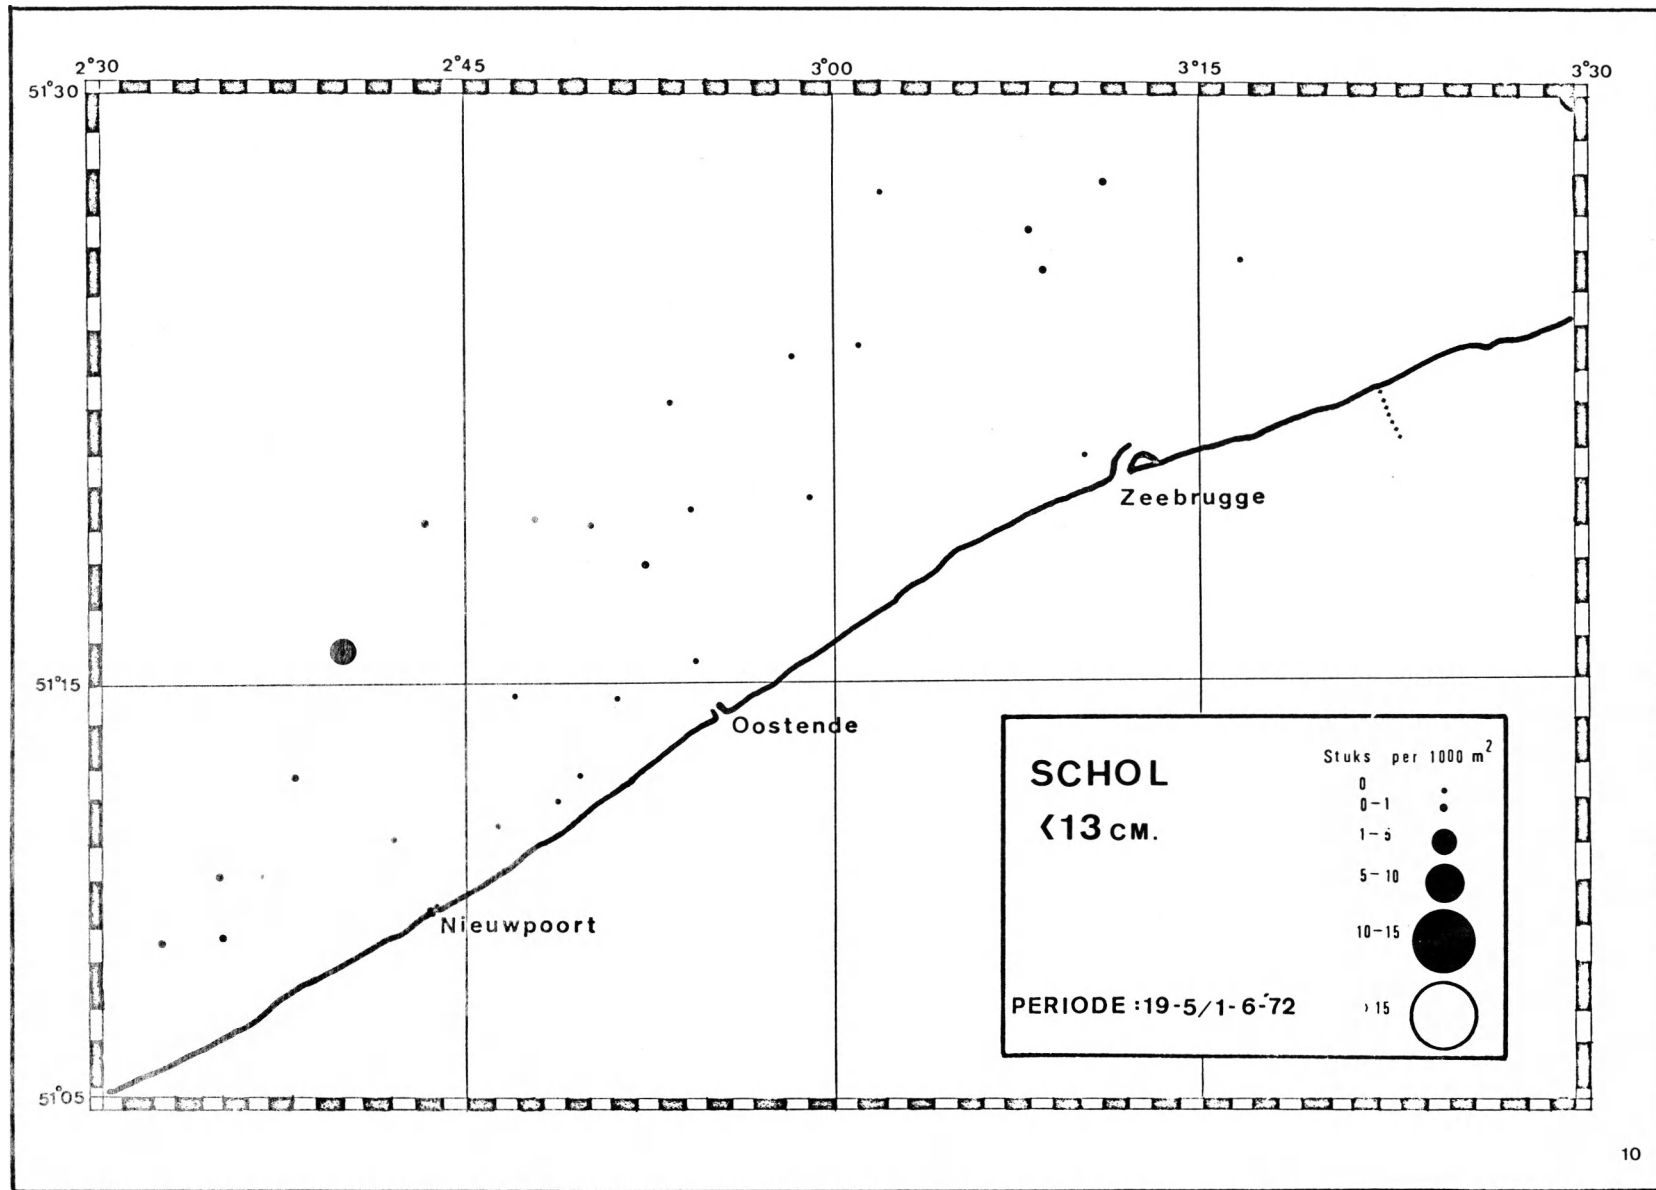 2°30 2°45 3°00 3°15 3°30
51°30
Zeebrugge
51°15
Oostende
Stuks per 1000 m²
SCHOL
0
0-1
<13 CM.
1-5
5-10
Nieuwpoort
10-15
PERIODE :19-5/1-6-72
>15
51°05
10